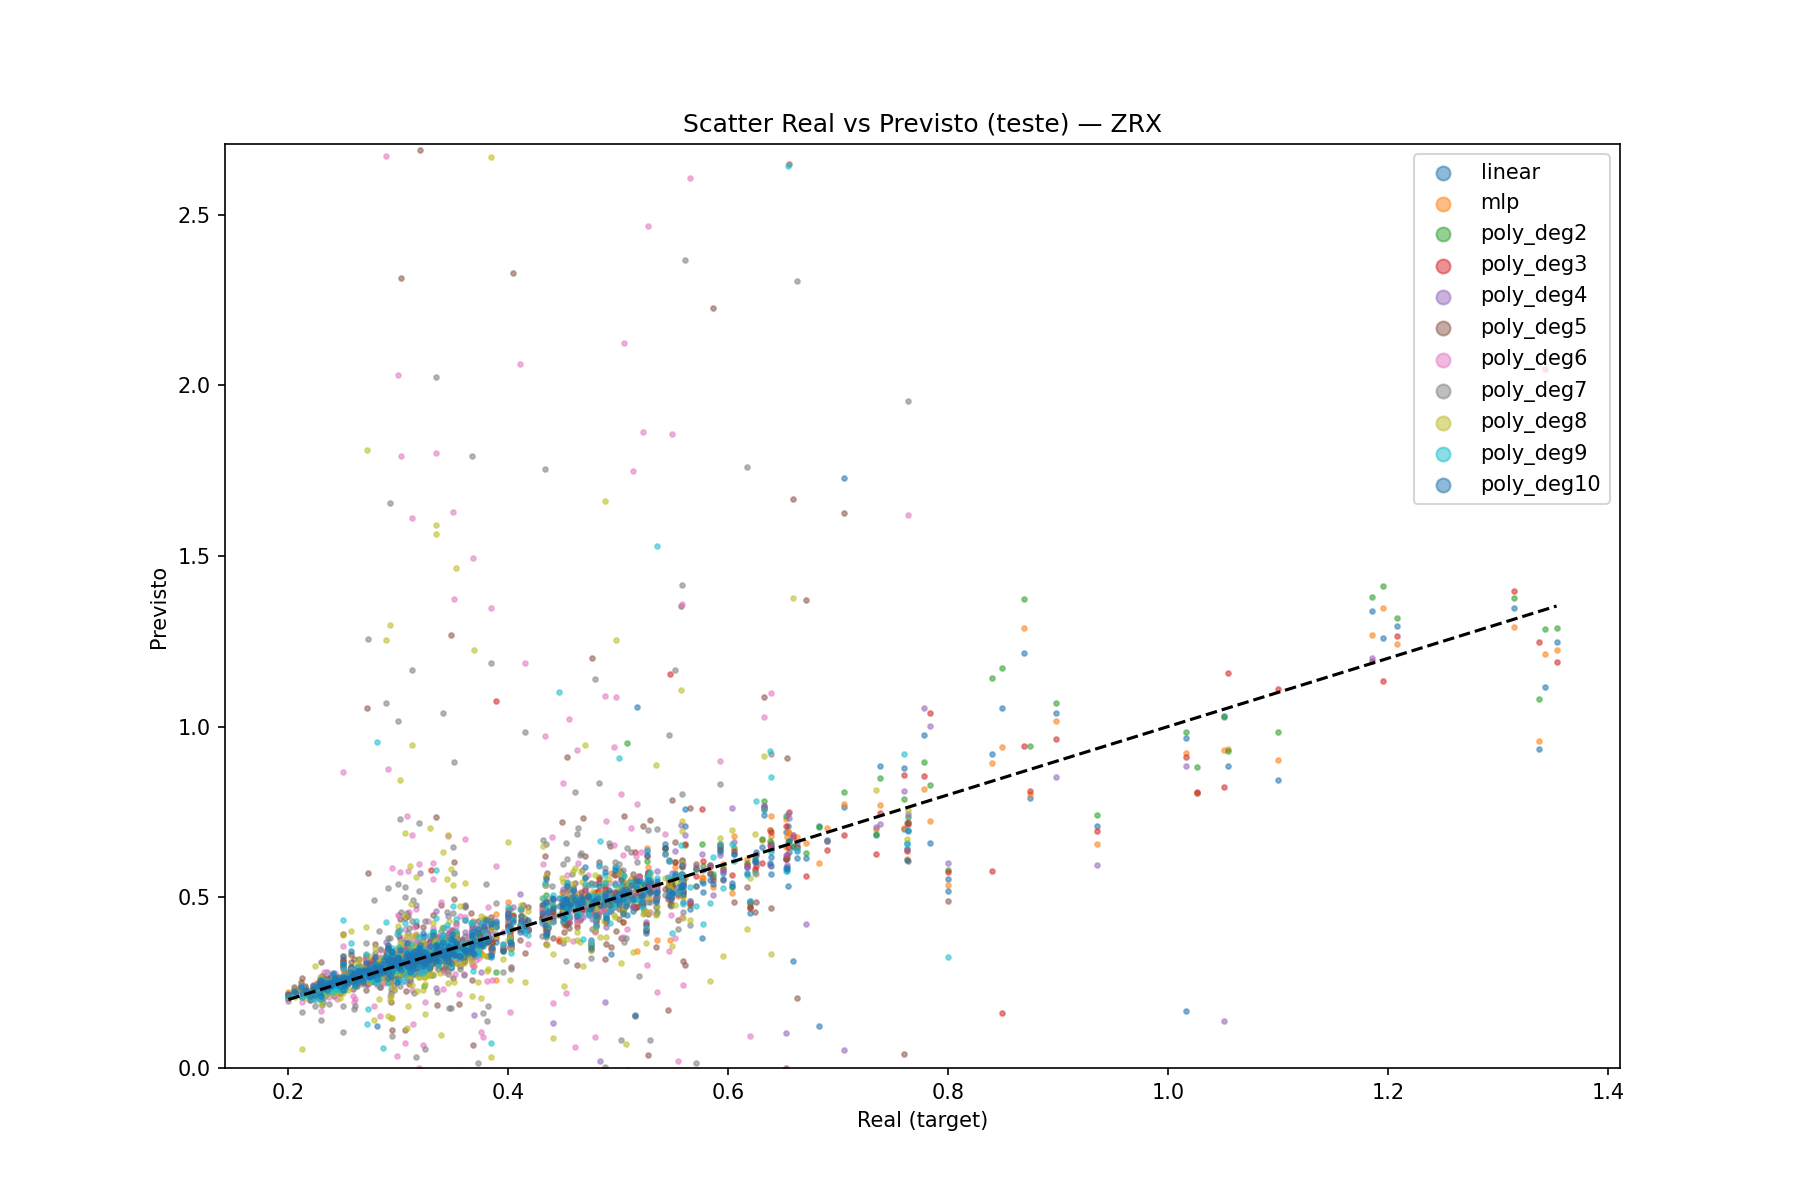 Scatter Real vs Previsto (teste) — ZRX
linear
mlp
poly_deg2
poly_deg3
poly_deg4
poly_deg5
poly_deg6
poly_deg7
poly_deg8
poly_deg9
poly_deg10
2.5
2.0
1.5
1.0
0.5
0.0
Previsto
0.2 0.4 0.6 0.8 1.0 1.2 1.4
Real (target)